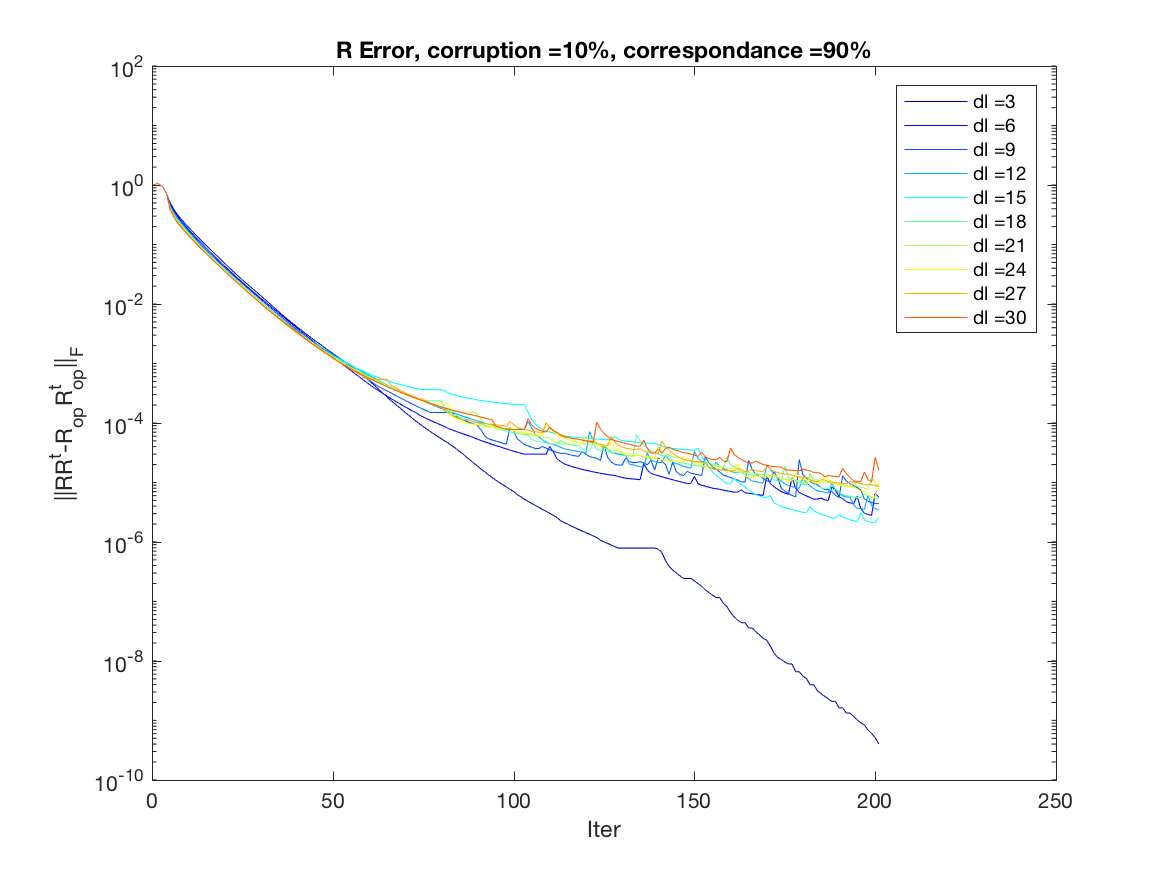 R Error, corruption =10%, correspondance =90%
10^2
10^0
10^-2
10^-4
10^-6
10^-8
10^-10
||RR^t-R_op R^t_op||_F
0 50 100 150 200 250
Iter
dl =3
dl =6
dl =9
dl =12
dl =15
dl =18
dl =21
dl =24
dl =27
dl =30